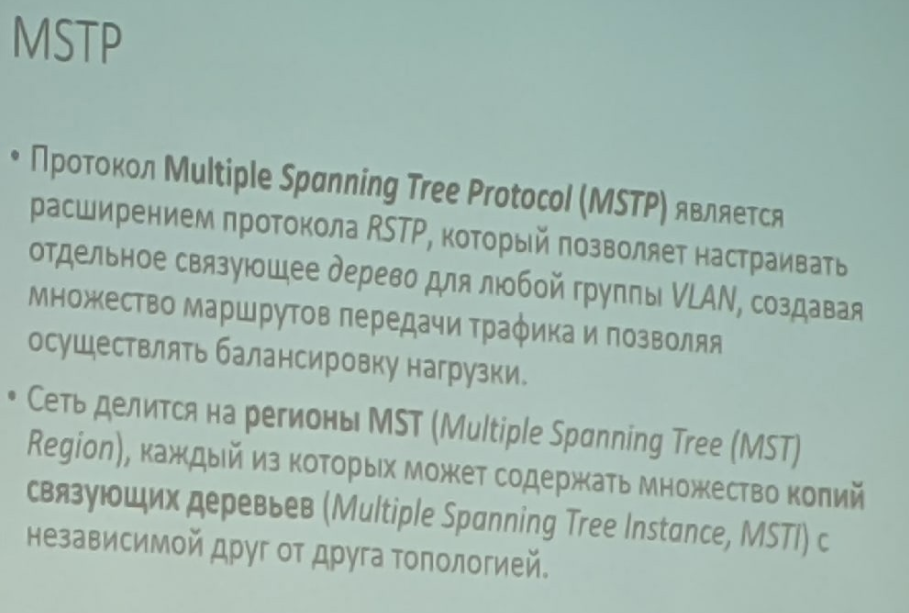 MSTP
• Протокол Multiple Spanning Tree Protocol (MSTP) является
расширением протокола RSTP, который позволяет настраивать
отдельное связующее дерево для любой группы VLAN, создавая
множество маршрутов передачи трафика и позволяя
осуществлять балансировку нагрузки.
• Сеть делится на регионы MST (Multiple Spanning Tree (MST)
Region), каждый из которых может содержать множество копий
связующих деревьев (Multiple Spanning Tree Instance, MSTI) с
независимой друг от друга топологией.